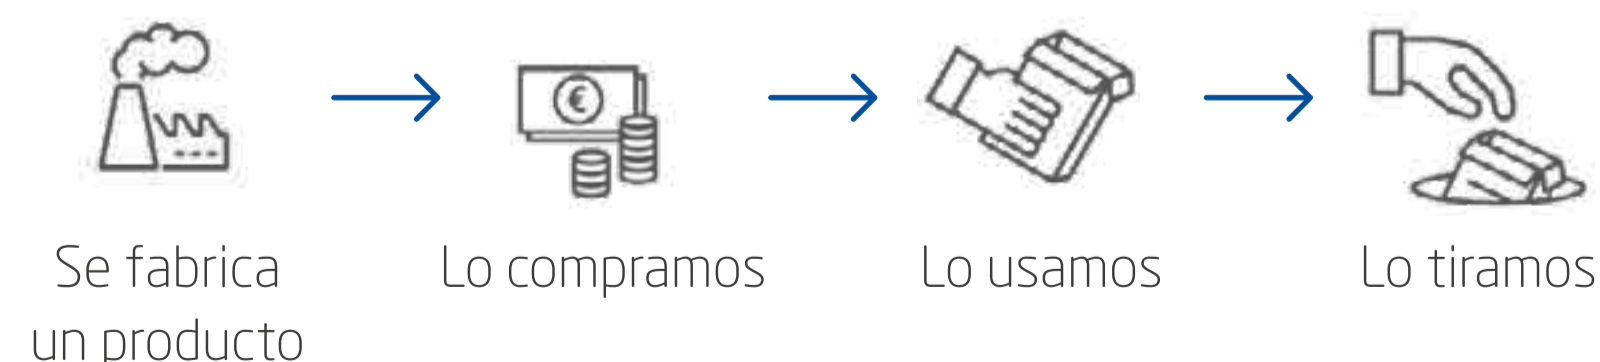 €
Se fabrica
un producto
Lo compramos
Lo usamos
Lo tiramos